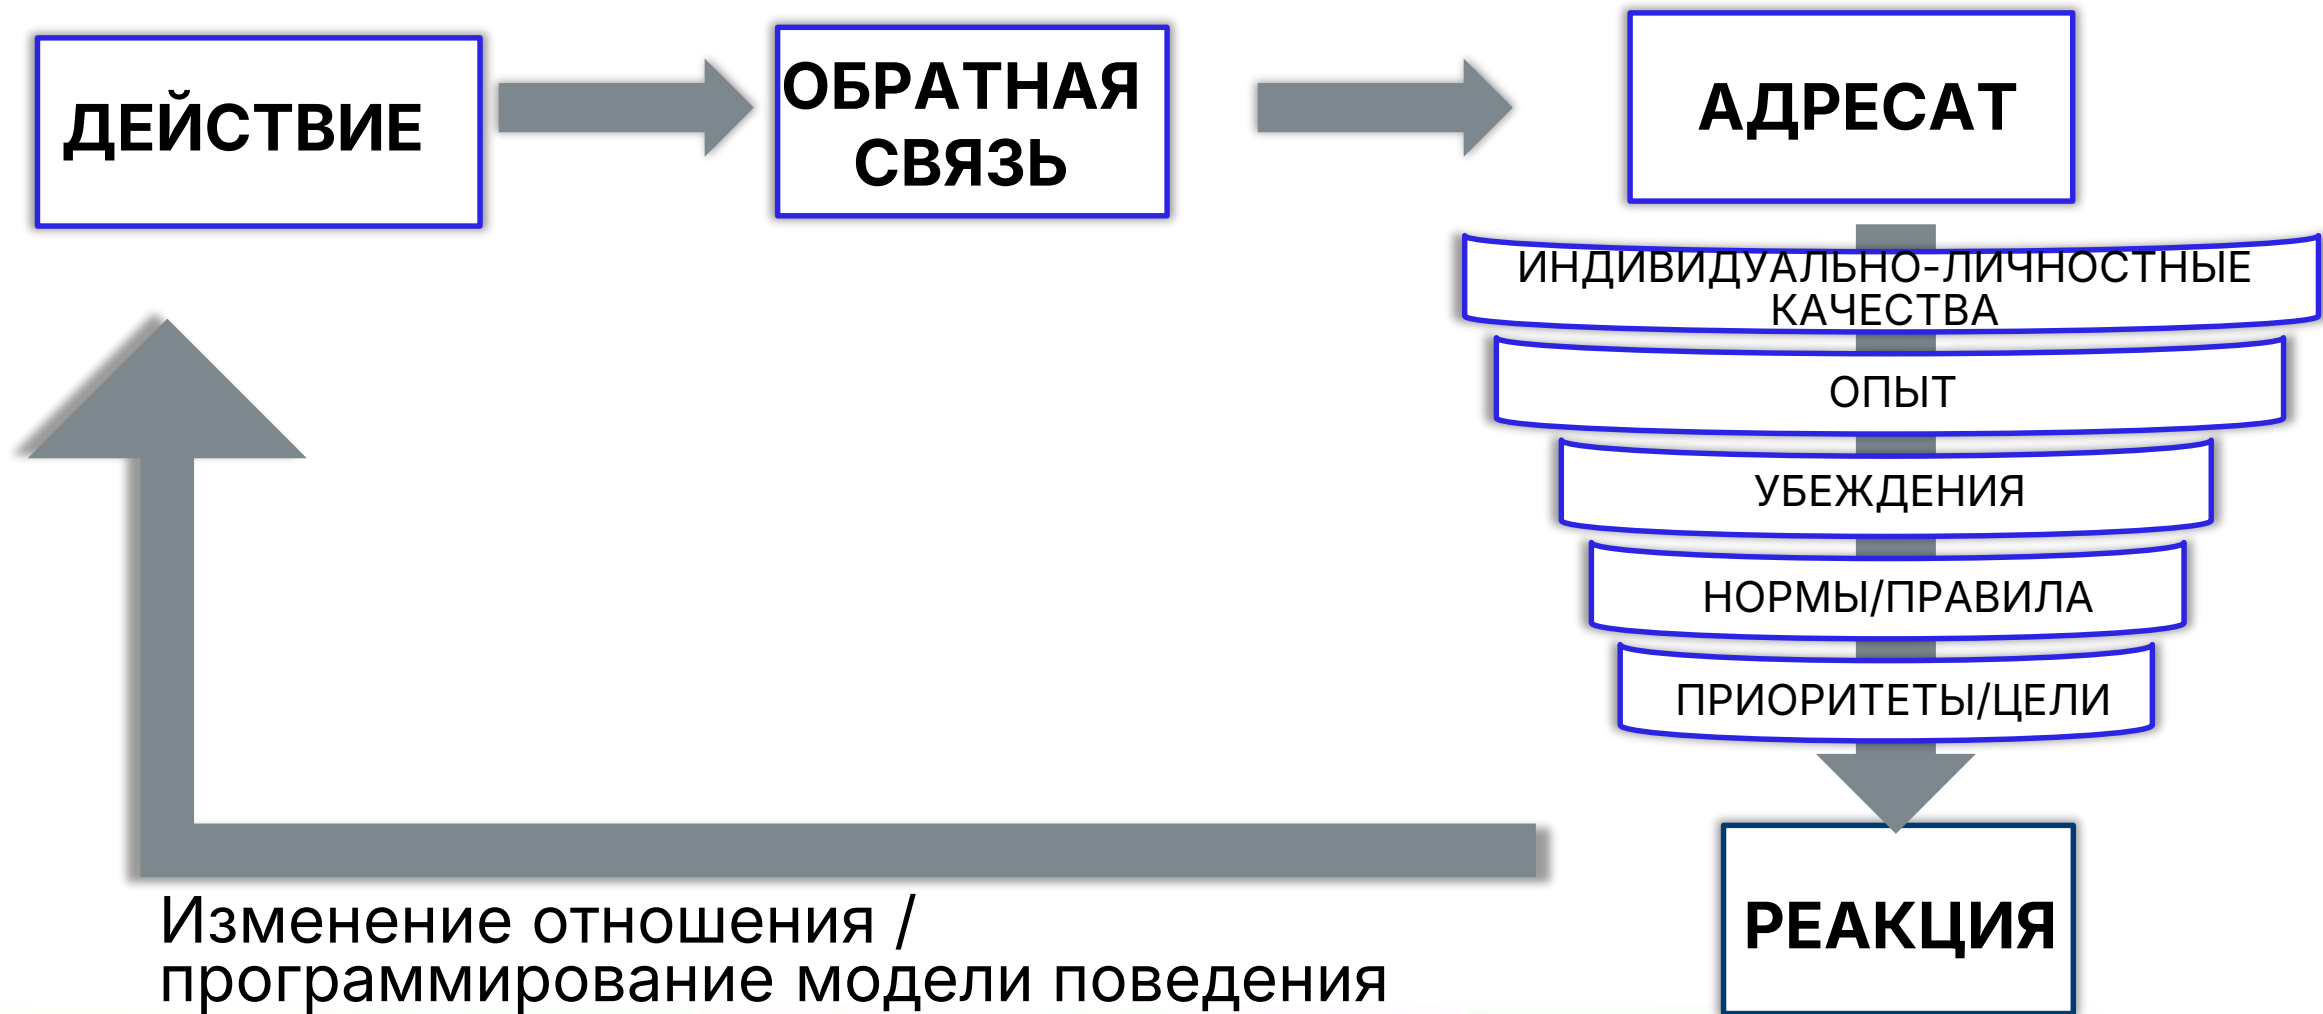 ДЕЙСТВИЕ
ОБРАТНАЯ
СВЯЗЬ
АДРЕСАТ
ИНДИВИДУАЛЬНО-ЛИЧНОСТНЫЕ
КАЧЕСТВА
ОПЫТ
УБЕЖДЕНИЯ
НОРМЫ/ПРАВИЛА
ПРИОРИТЕТЫ/ЦЕЛИ
РЕАКЦИЯ
Изменение отношения /
программирование модели поведения